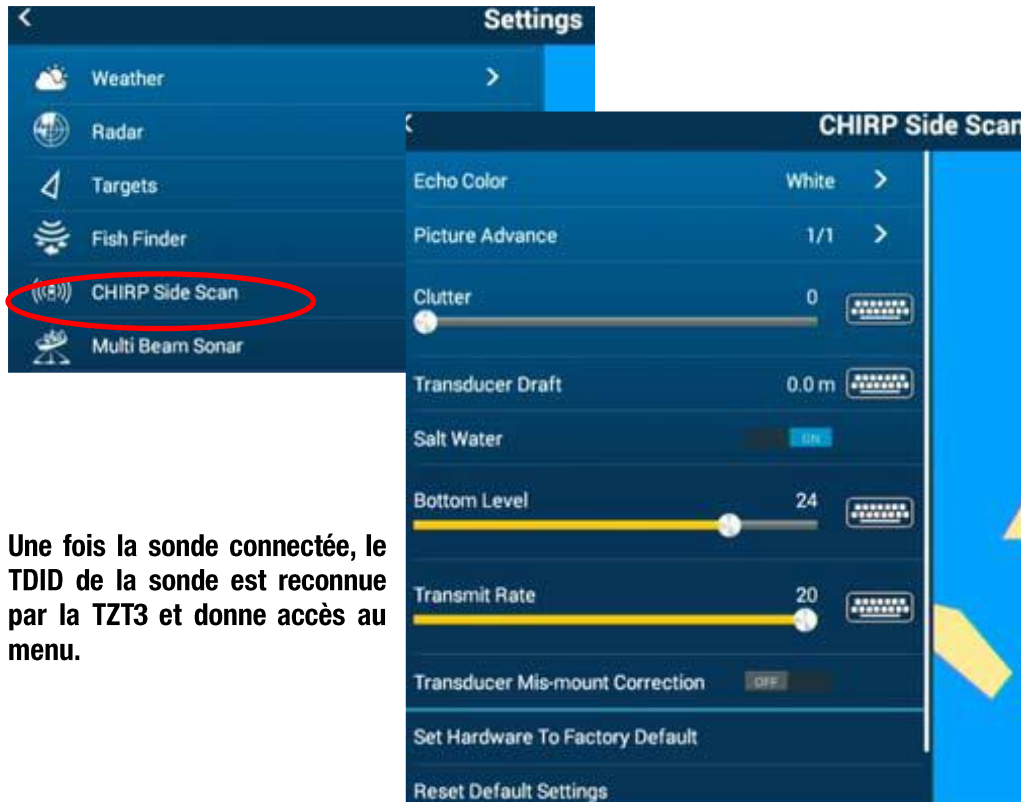 Settings
Weather
Radar
Targets
Fish Finder
CHIRP Side Scan
Multi Beam Sonar
CHIRP Side Scan
Echo Color White
Picture Advance 1/1
Clutter 0
Transducer Draft 0.0 m
Salt Water ON
Bottom Level 24
Transmit Rate 20
Transducer Mis-mount Correction OFF
Set Hardware To Factory Default
Reset Default Settings
Une fois la sonde connectée, le
TDID de la sonde est reconnue
par la TZT3 et donne accès au
menu.